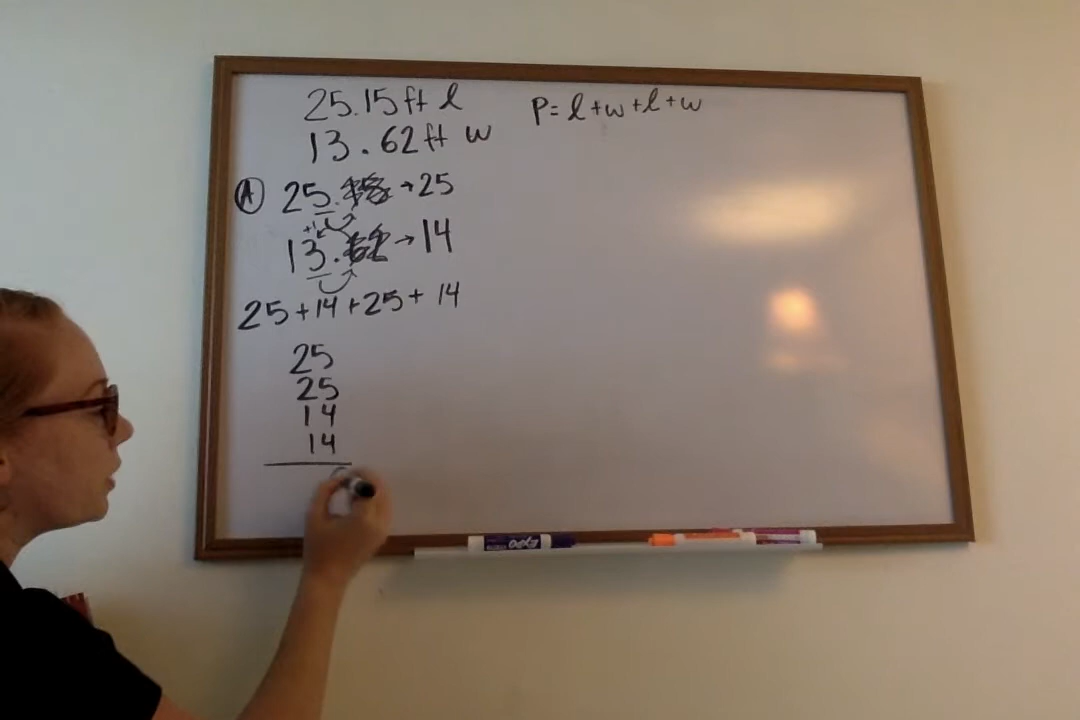 25.15 ft l
13.62 ft w
P = l + w + l + w
A 25. → 25
+1
13. → 14
25 + 14 + 25 + 14
25
25
14
14
expo